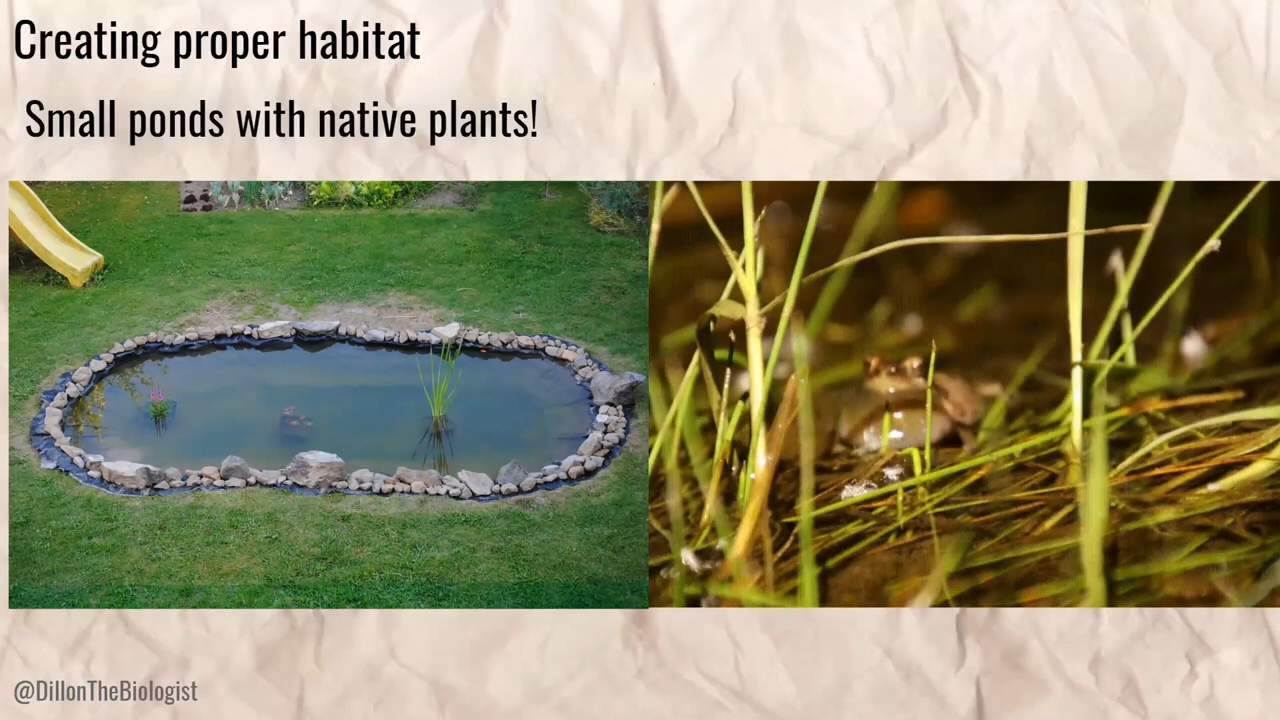 Creating proper habitat
Small ponds with native plants!
@DillonTheBiologist